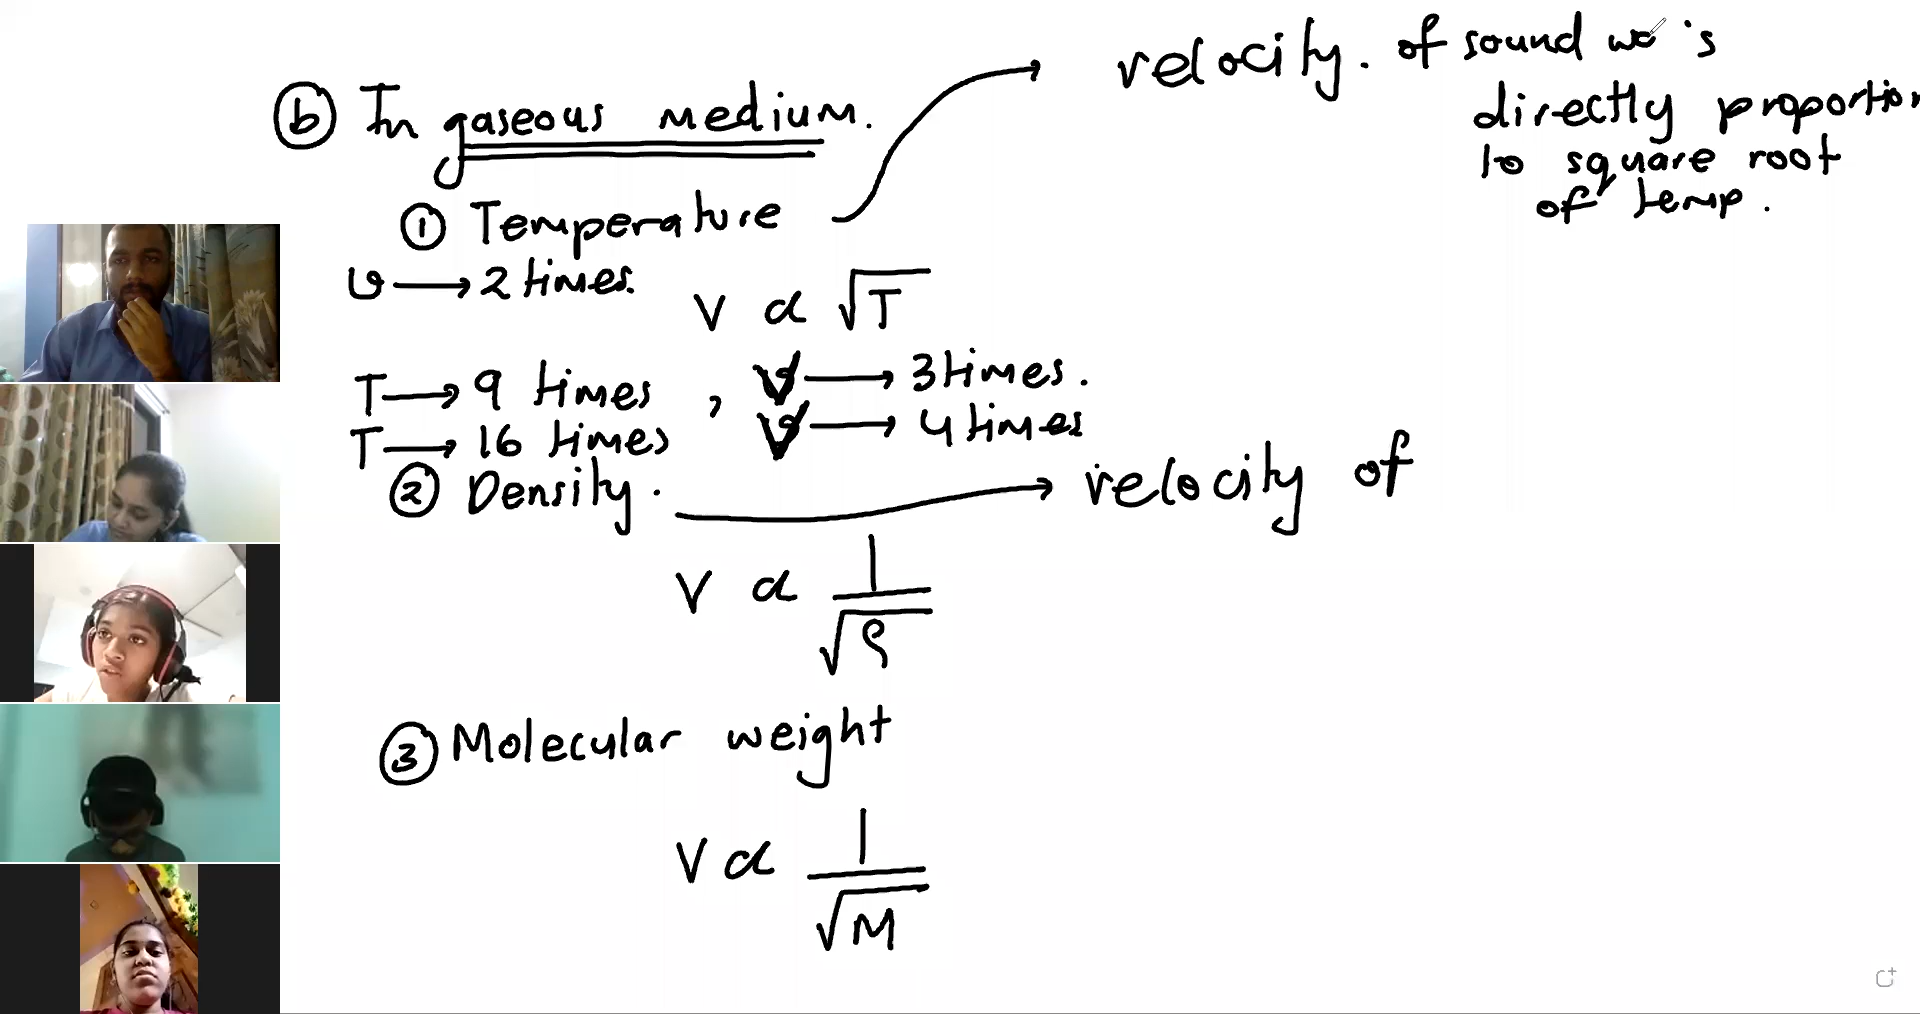 velocity. of sound 's
directly proportion
to square root
of temp.
b In gaseous medium.
1 Temperature
v → 2 times.
V ∝ √T
T → 9 times, V → 3 times.
T → 16 times V → 4 times
2 Density. → velocity of
V ∝ 1/√ρ
3 Molecular weight
V ∝ 1/√M